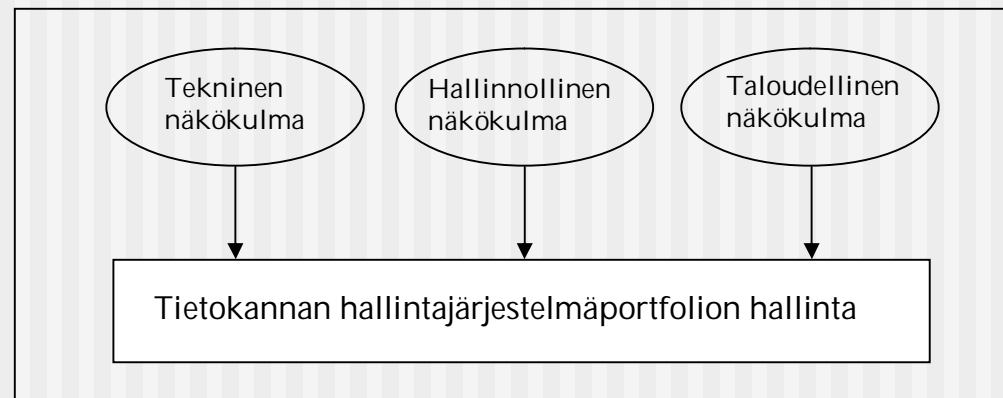 Tekninen
näkökulma
Hallinnollinen
näkökulma
Taloudellinen
näkökulma
Tietokannan hallintajärjestelmäportfolion hallinta